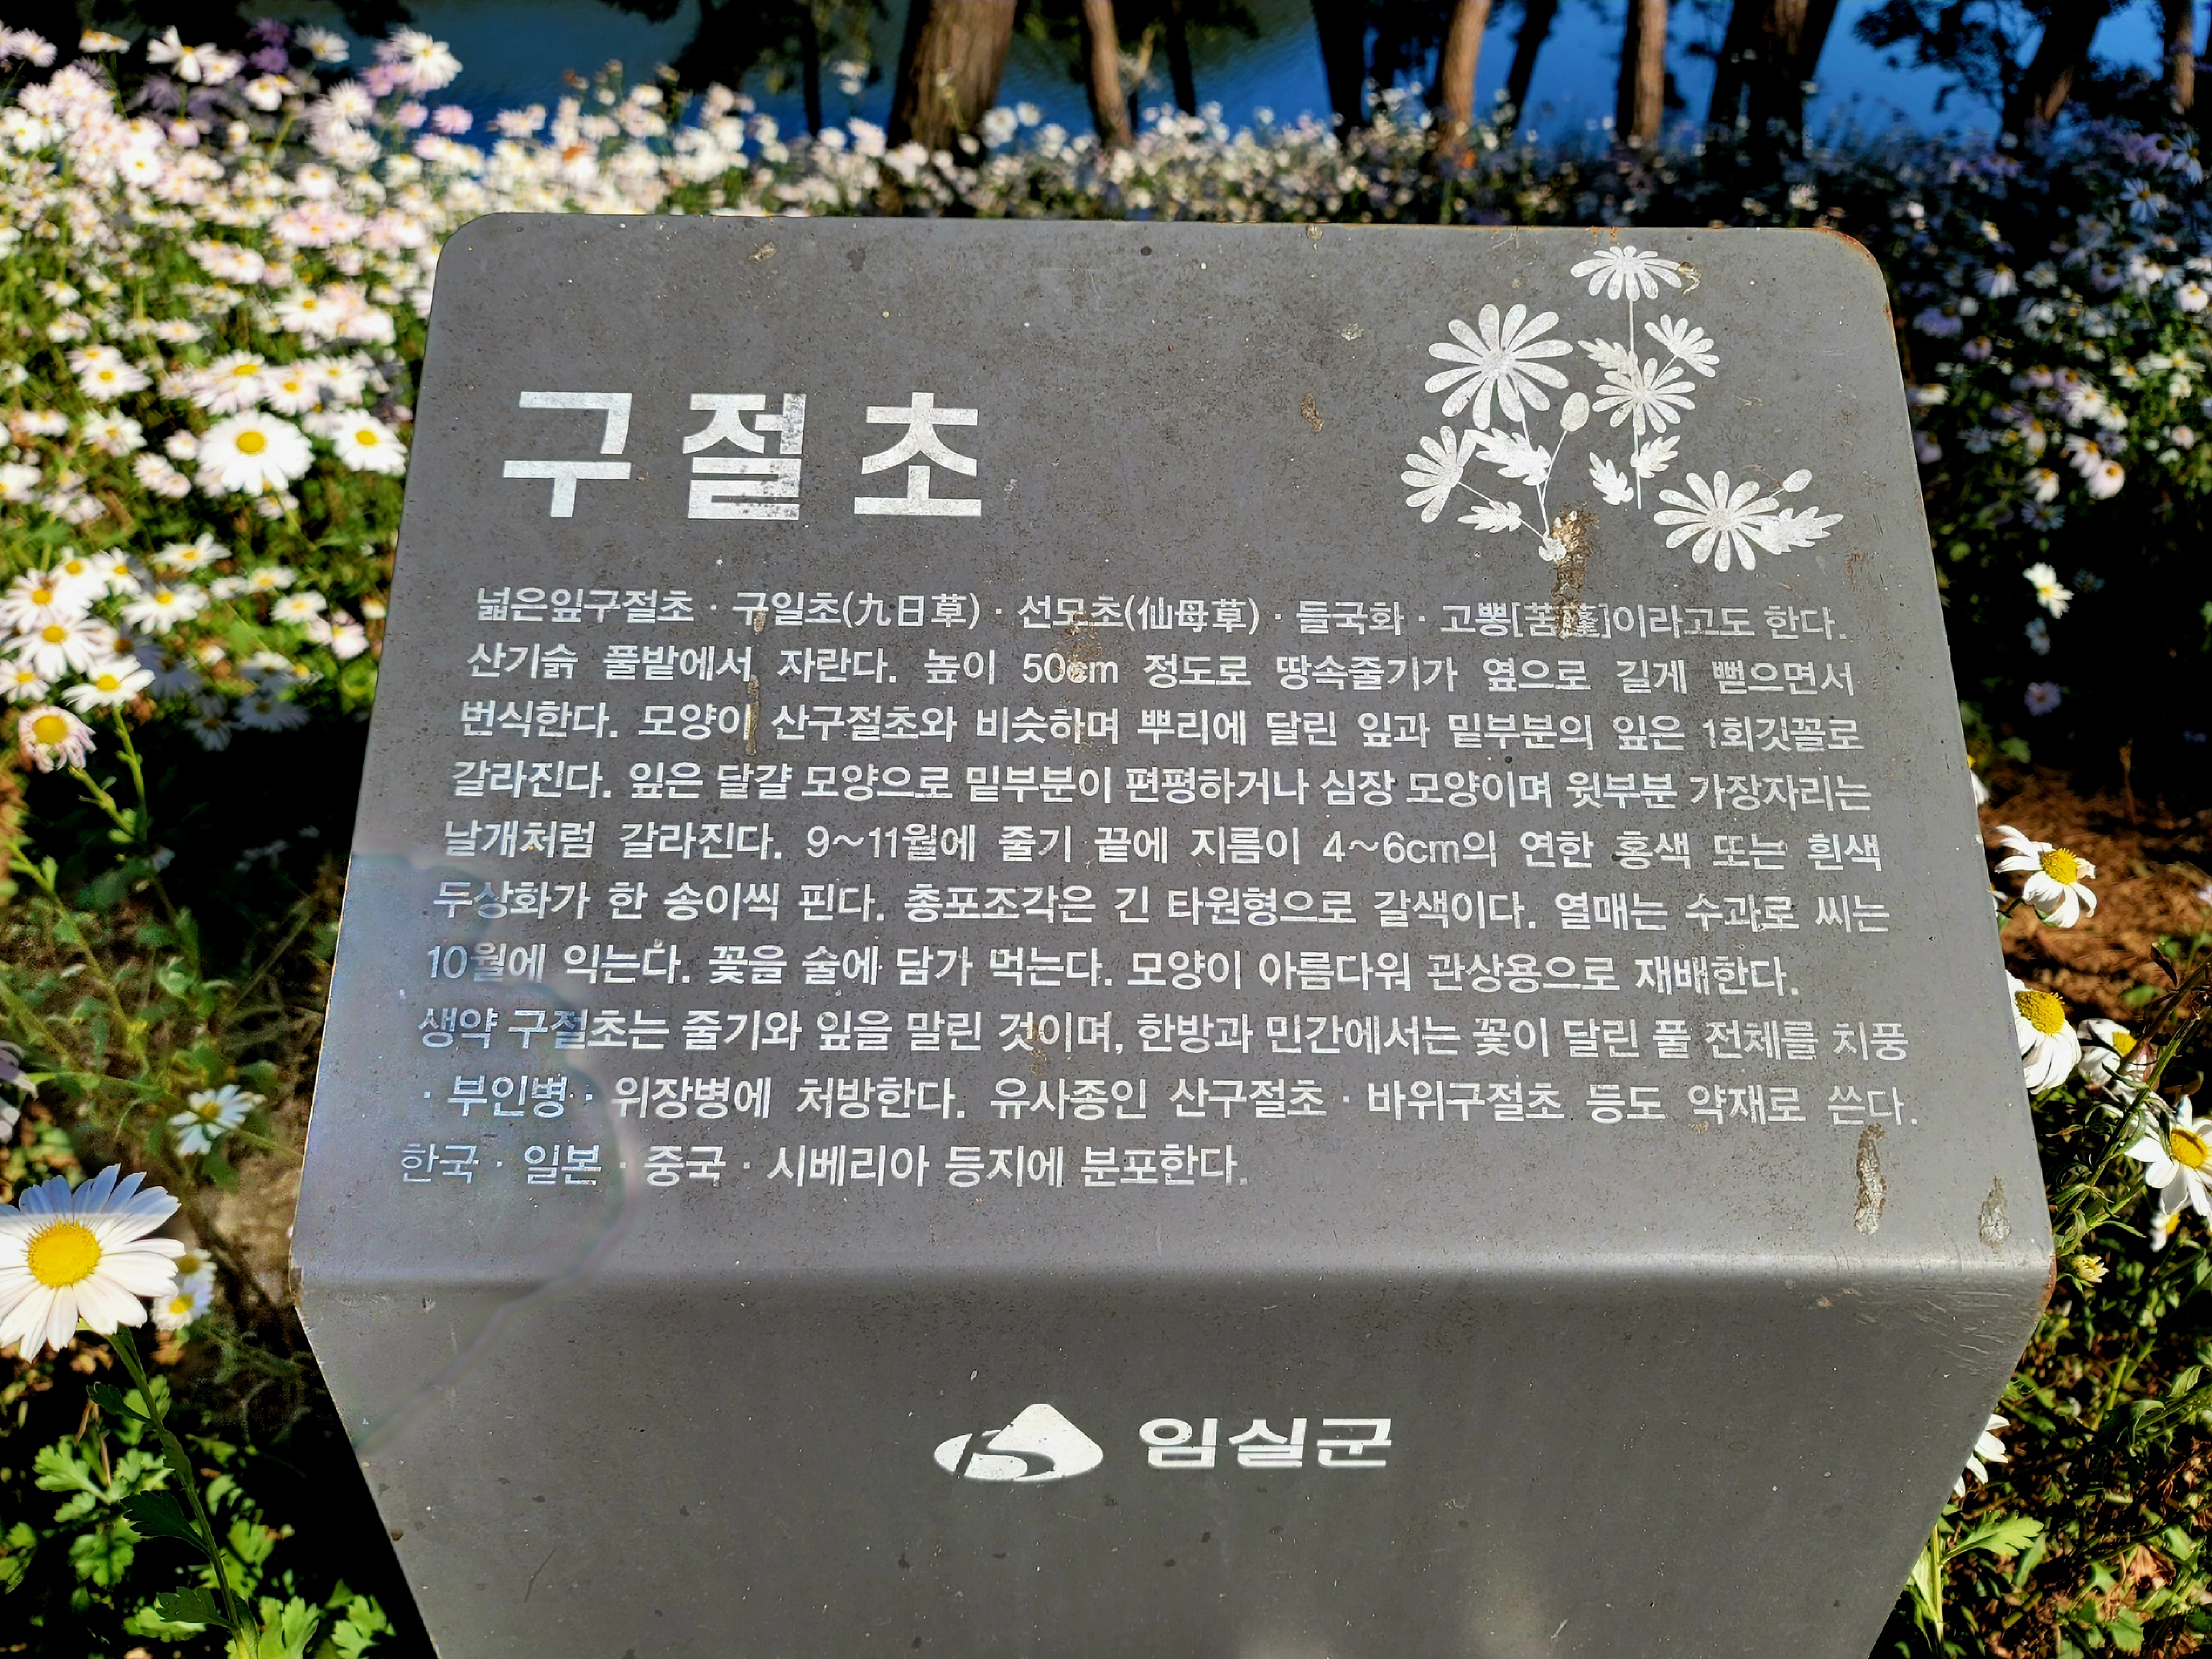 구절초
넓은잎구절초 · 구일초(九日草) · 선모초(仙母草) · 들국화 · 고뽕[苦蓬]이라고도 한다.
산기슭 풀밭에서 자란다. 높이 50cm 정도로 땅속줄기가 옆으로 길게 뻗으면서
번식한다. 모양이 산구절초와 비슷하며 뿌리에 달린 잎과 밑부분의 잎은 1회깃꼴로
갈라진다. 잎은 달걀 모양으로 밑부분이 편평하거나 심장 모양이며 윗부분 가장자리는
날개처럼 갈라진다. 9~11월에 줄기 끝에 지름이 4~6cm의 연한 홍색 또는 흰색
두상화가 한 송이씩 핀다. 총포조각은 긴 타원형으로 갈색이다. 열매는 수과로 씨는
10월에 익는다. 꽃을 술에 담가 먹는다. 모양이 아름다워 관상용으로 재배한다.
생약 구절초는 줄기와 잎을 말린 것이며, 한방과 민간에서는 꽃이 달린 풀 전체를 치풍
· 부인병 · 위장병에 처방한다. 유사종인 산구절초 · 바위구절초 등도 약재로 쓴다.
한국 · 일본 · 중국 · 시베리아 등지에 분포한다.
임실군